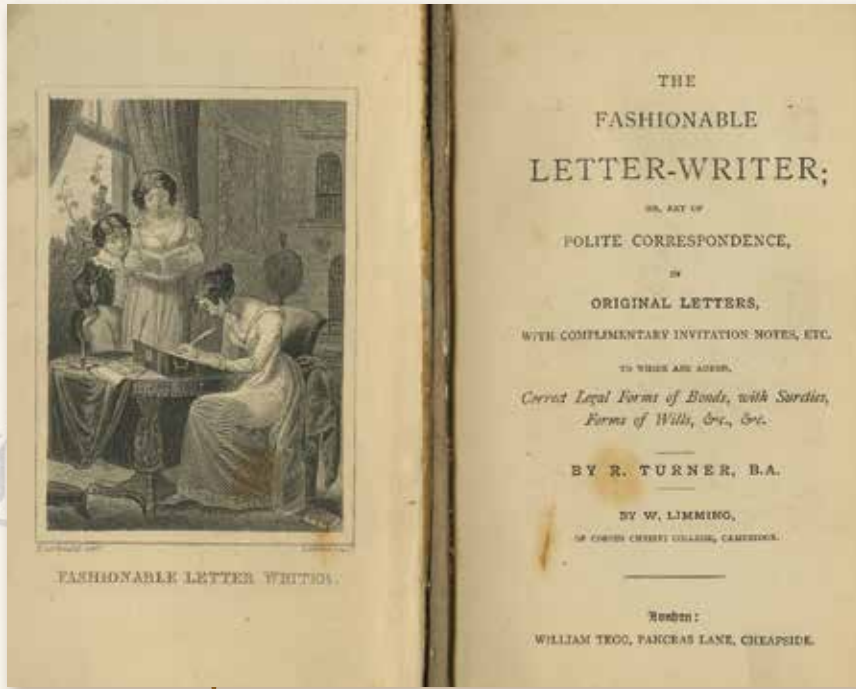 FASHIONABLE LETTER WRITER.
THE
FASHIONABLE
LETTER-WRITER;
OR, ART OF
POLITE CORRESPONDENCE,
IN
ORIGINAL LETTERS,
WITH COMPLIMENTARY INVITATION NOTES, ETC.
TO WHICH ARE ADDED,
Correct Legal Forms of Bonds, with Sureties,
Forms of Wills, &c., &c.
BY R. TURNER, B.A.
BY W. LIMMING,
OF CORPUS CHRISTI COLLEGE, CAMBRIDGE.
London:
WILLIAM TEGG, PANCRAS LANE, CHEAPSIDE.